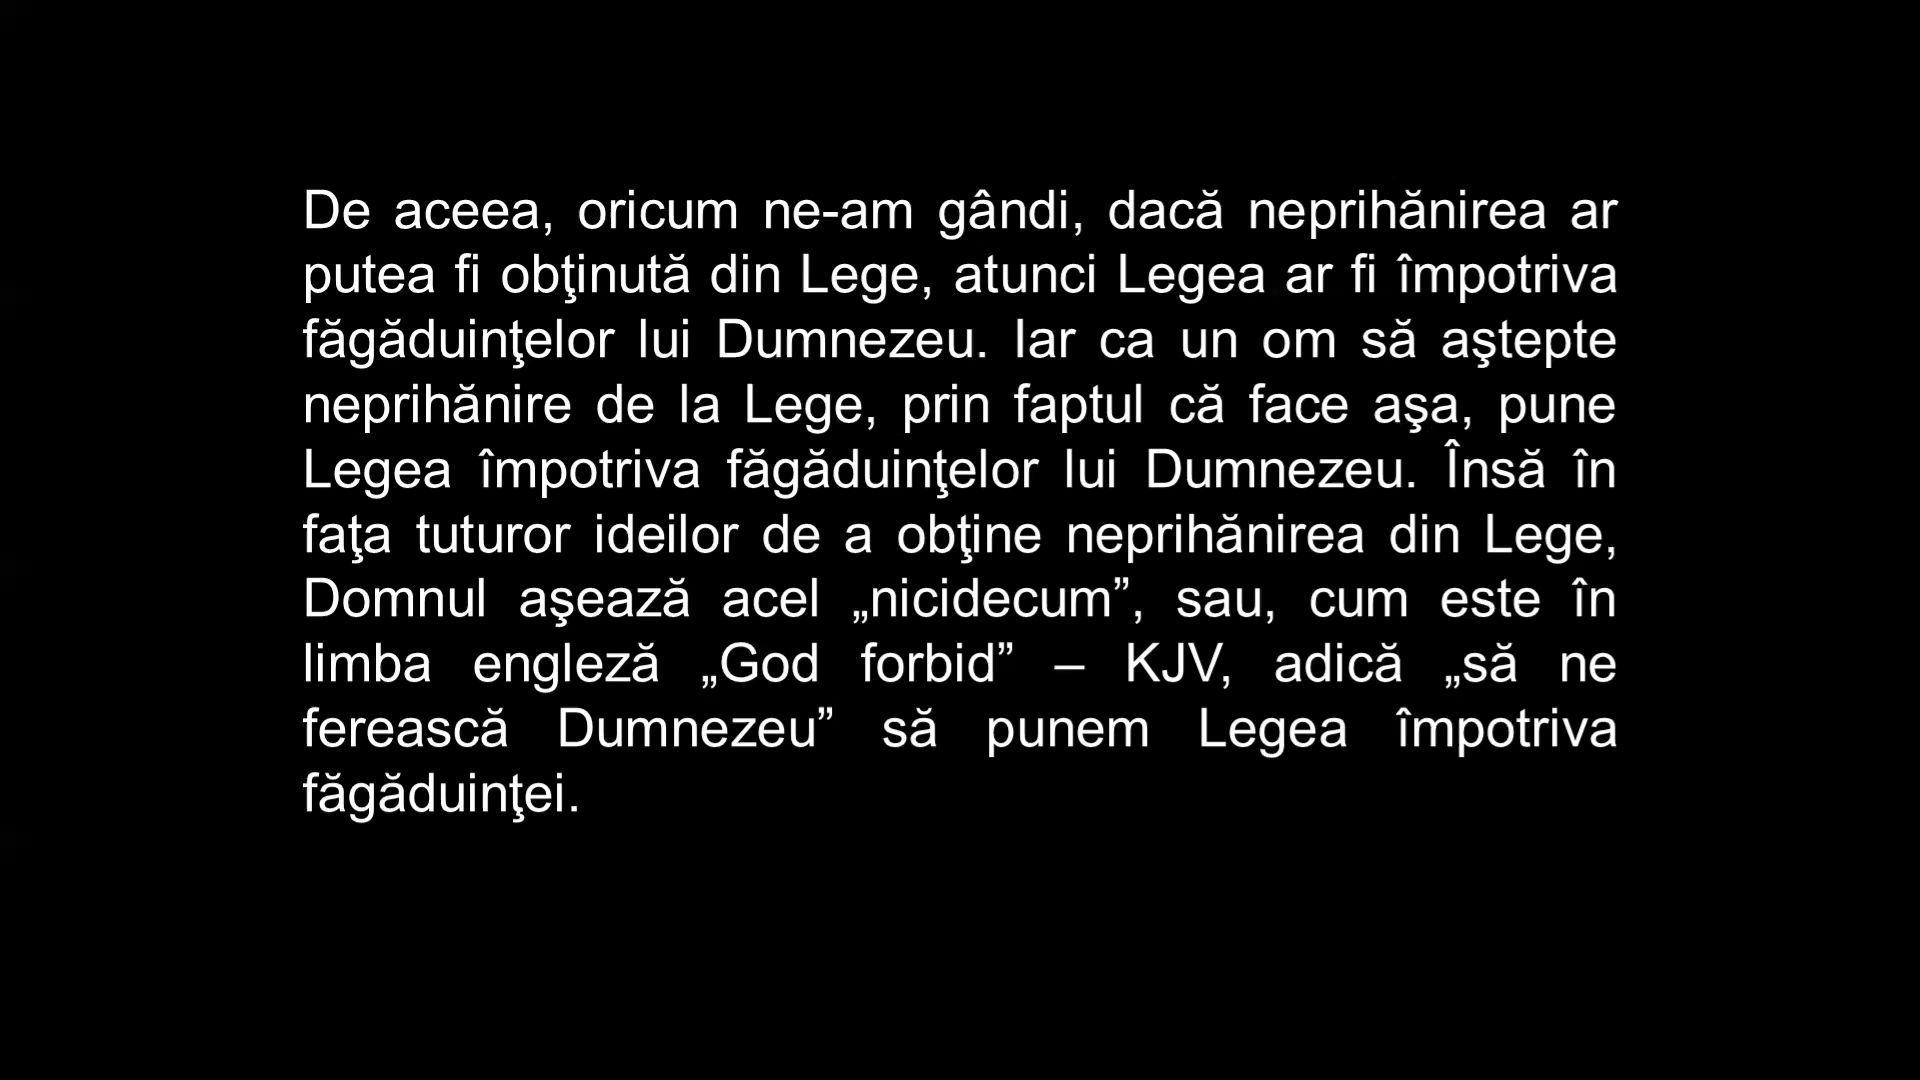 De aceea, oricum ne-am gândi, dacă neprihănirea ar
putea fi obţinută din Lege, atunci Legea ar fi împotriva
făgăduinţelor lui Dumnezeu. Iar ca un om să aştepte
neprihănire de la Lege, prin faptul că face aşa, pune
Legea împotriva făgăduinţelor lui Dumnezeu. Însă în
faţa tuturor ideilor de a obţine neprihănirea din Lege,
Domnul aşează acel „nicidecum”, sau, cum este în
limba engleză „God forbid” – KJV, adică „să ne
ferească Dumnezeu” să punem Legea împotriva
făgăduinţei.